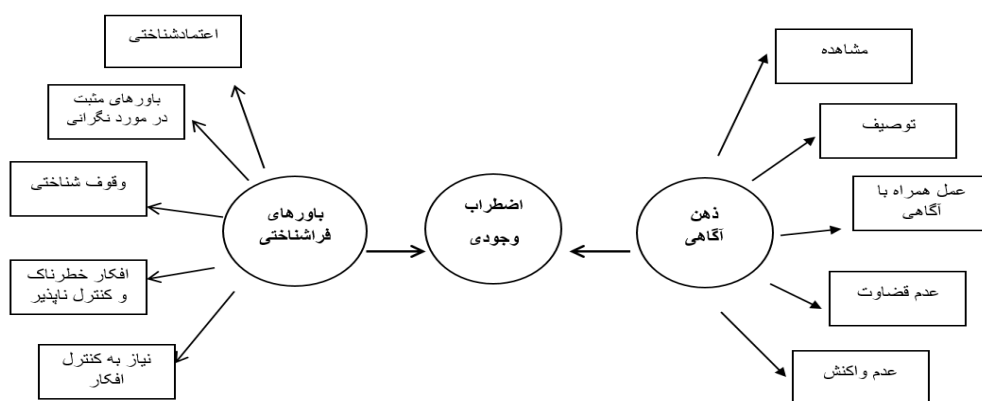 اعتمادشناختی
باورهای مثبت
در مورد نگرانی
وقوف شناختی
افکار خطرناک
و کنترل ناپذیر
نیاز به کنترل
افکار
باورهای
فراشناختی
اضطراب
وجودی
ذهن
آگاهی
مشاهده
توصیف
عمل همراه با
آگاهی
عدم قضاوت
عدم واکنش